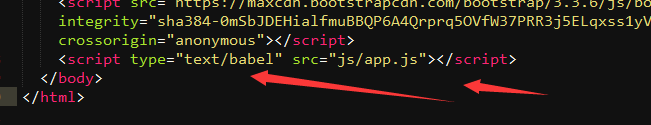 <script src="https://maxcdn.bootstrapcdn.com/bootstrap/3.3.6/js/bo
integrity="sha384-0mSbJDEHialfmuBBQP6A4Qrprq5OVfW37PRR3j5ELqxss1yV
crossorigin="anonymous"></script>
<script type="text/babel" src="js/app.js"></script>
</body>
</html>